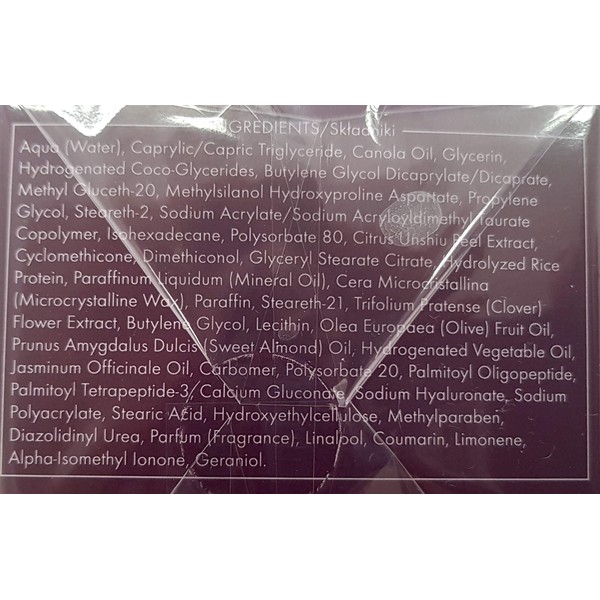 INGREDIENTS/Składniki
Aqua (Water), Caprylic/Capric Triglyceride, Canola Oil, Glycerin,
Hydrogenated Coco-Glycerides, Butylene Glycol Dicaprylate/Dicaprate,
Methyl Gluceth-20, Methylsilanol Hydroxyproline Aspartate, Propylene
Glycol, Steareth-2, Sodium Acrylate/Sodium Acryloyldimethyl Taurate
Copolymer, Isohexadecane, Polysorbate 80, Citrus Unshiu Peel Extract,
Cyclomethicone, Dimethiconol, Glyceryl Stearate Citrate, Hydrolyzed Rice
Protein, Paraffinum Liquidum (Mineral Oil), Cera Microcristallina
(Microcrystalline Wax), Paraffin, Steareth-21, Trifolium Pratense (Clover)
Flower Extract, Butylene Glycol, Lecithin, Olea Europaea (Olive) Fruit Oil,
Prunus Amygdalus Dulcis (Sweet Almond) Oil, Hydrogenated Vegetable Oil,
Jasminum Officinale Oil, Carbomer, Polysorbate 20, Palmitoyl Oligopeptide,
Palmitoyl Tetrapeptide-3/Calcium Gluconate, Sodium Hyaluronate, Sodium
Polyacrylate, Stearic Acid, Hydroxyethylcellulose, Methylparaben,
Diazolidinyl Urea, Parfum (Fragrance), Linalool, Coumarin, Limonene,
Alpha-Isomethyl Ionone, Geraniol.